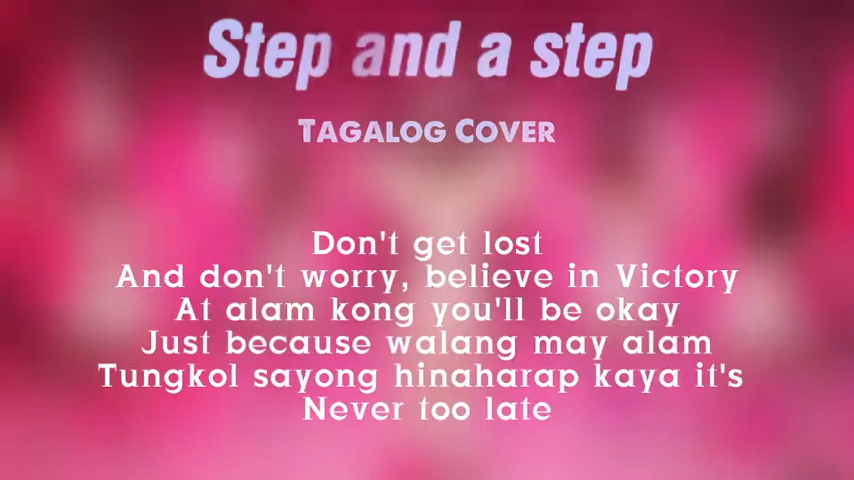 Step and a step
TAGALOG COVER
Don't get lost
And don't worry, believe in Victory
At alam kong you'll be okay
Just because walang may alam
Tungkol sayong hinaharap kaya it's
Never too late